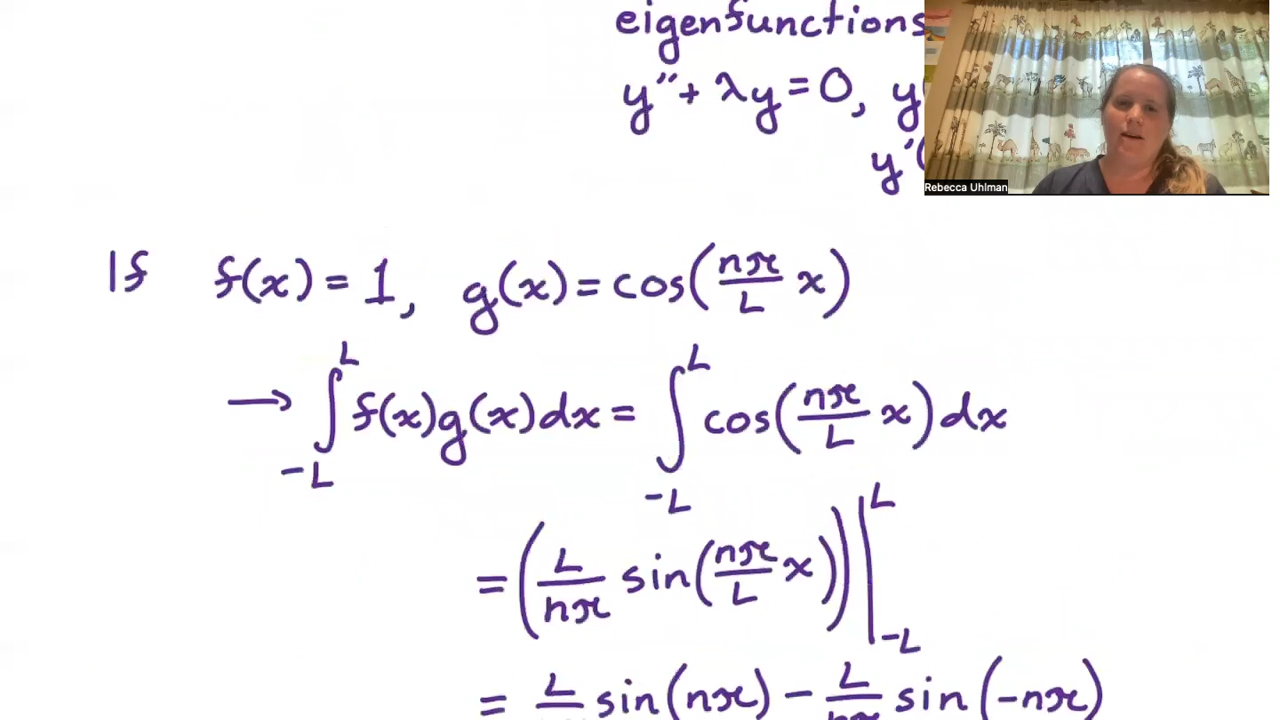 eigenfunctions
y'' + λy = 0, y
y'(
Rebecca Uhlman
If f(x) = 1, g(x) = cos(nπ/L x)
→ ∫_{-L}^{L} f(x)g(x)dx = ∫_{-L}^{L} cos(nπ/L x)dx
= (L/nπ sin(nπ/L x))|_{-L}^{L}
= L/nπ sin(nπ) − L/nπ sin(-nπ)